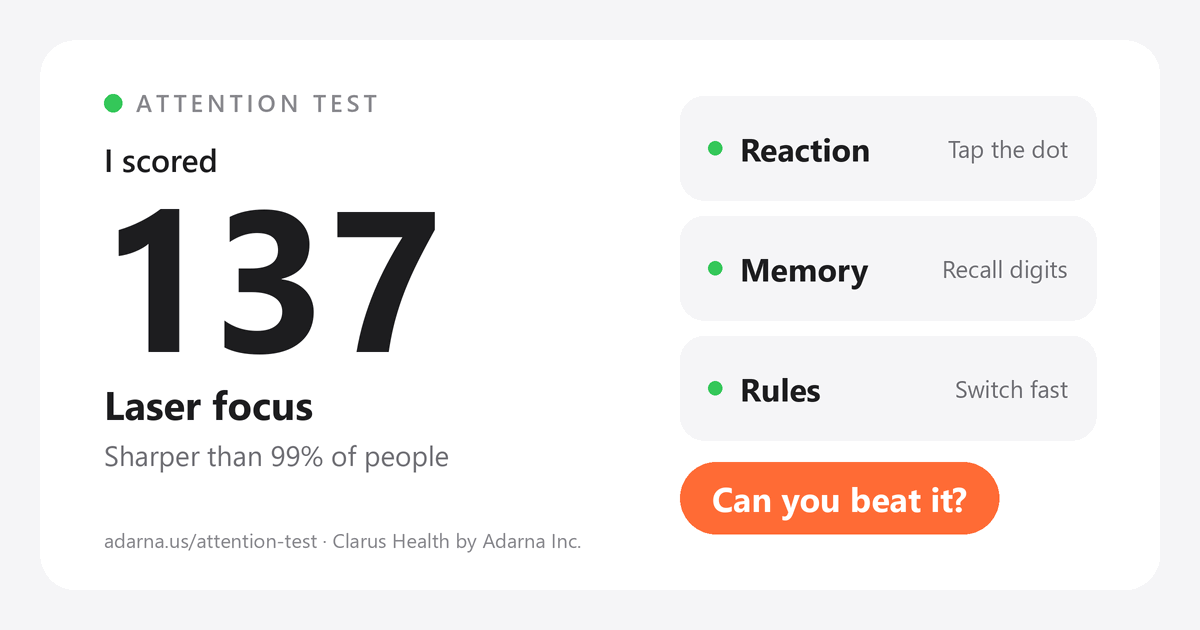 ATTENTION TEST
I scored
137
Laser focus
Sharper than 99% of people
adarna.us/attention-test · Clarus Health by Adarna Inc.
Reaction Tap the dot
Memory Recall digits
Rules Switch fast
Can you beat it?